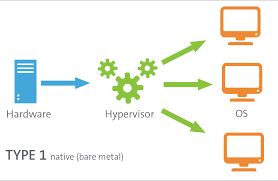 Hardware
Hypervisor
OS
TYPE 1 native (bare metal)